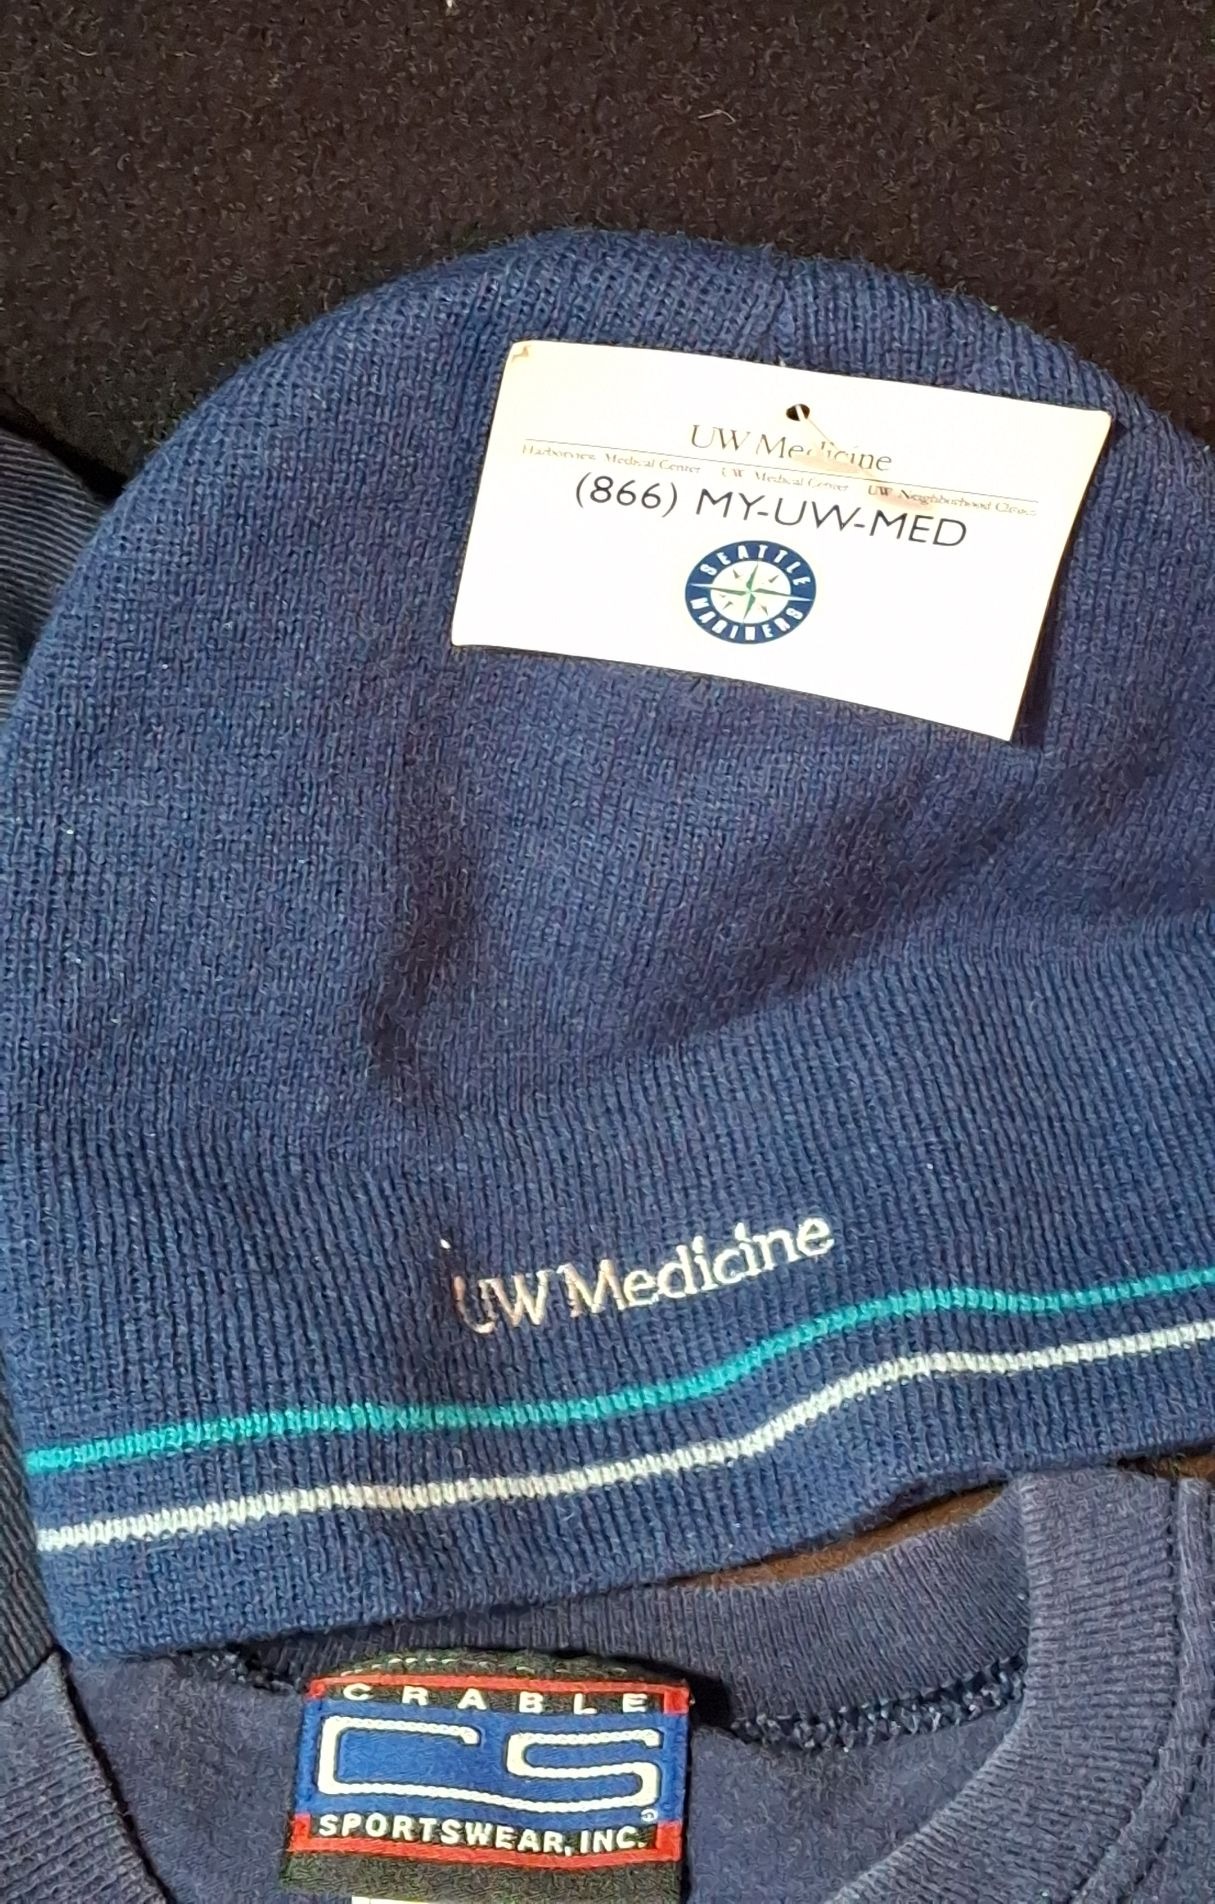 UW Medicine
Harborview Medical Center UW Medical Center UW Neighborhood Clinics
(866) MY-UW-MED
SEATTLE
MARINERS
UW Medicine
CRABLE
CS
SPORTSWEAR, INC.